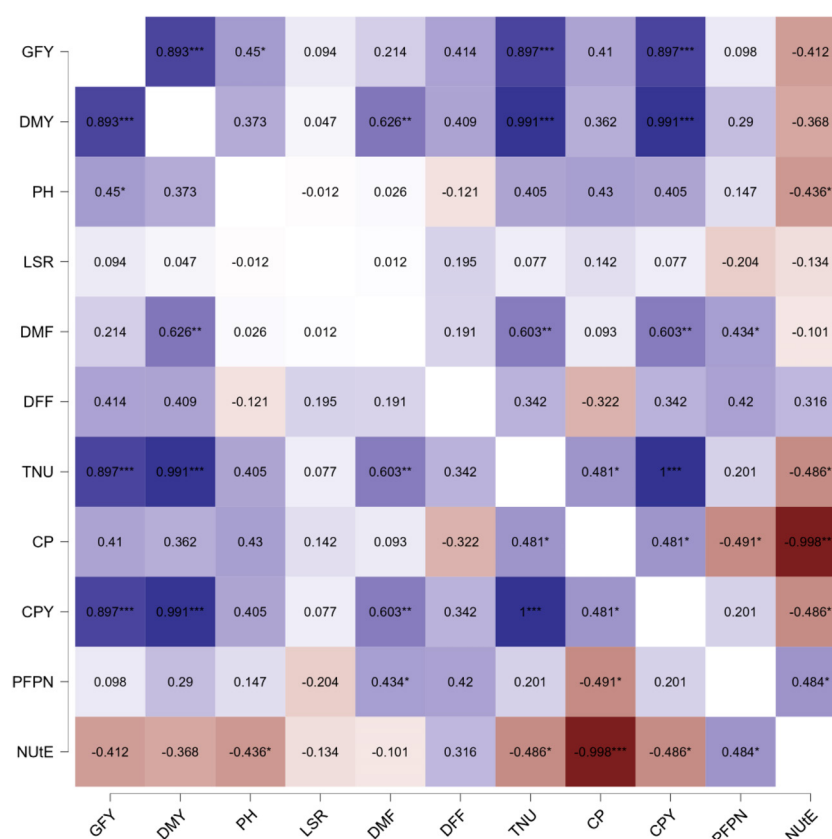 GFY 0.893*** 0.45* 0.094 0.214 0.414 0.897*** 0.41 0.897*** 0.098 -0.412
DMY 0.893*** 0.373 0.047 0.626** 0.409 0.991*** 0.362 0.991*** 0.29 -0.368
PH 0.45* 0.373 -0.012 0.026 -0.121 0.405 0.43 0.405 0.147 -0.436*
LSR 0.094 0.047 -0.012 0.012 0.195 0.077 0.142 0.077 -0.204 -0.134
DMF 0.214 0.626** 0.026 0.012 0.191 0.603** 0.093 0.603** 0.434* -0.101
DFF 0.414 0.409 -0.121 0.195 0.191 0.342 -0.322 0.342 0.42 0.316
TNU 0.897*** 0.991*** 0.405 0.077 0.603** 0.342 0.481* 1*** 0.201 -0.486*
CP 0.41 0.362 0.43 0.142 0.093 -0.322 0.481* 0.481* -0.491* -0.998**
CPY 0.897*** 0.991*** 0.405 0.077 0.603** 0.342 1*** 0.481* 0.201 -0.486*
PFPN 0.098 0.29 0.147 -0.204 0.434* 0.42 0.201 -0.491* 0.201 0.484*
NUtE -0.412 -0.368 -0.436* -0.134 -0.101 0.316 -0.486* -0.998*** -0.486* 0.484*
GFY DMY PH LSR DMF DFF TNU CP CPY PFPN NUtE